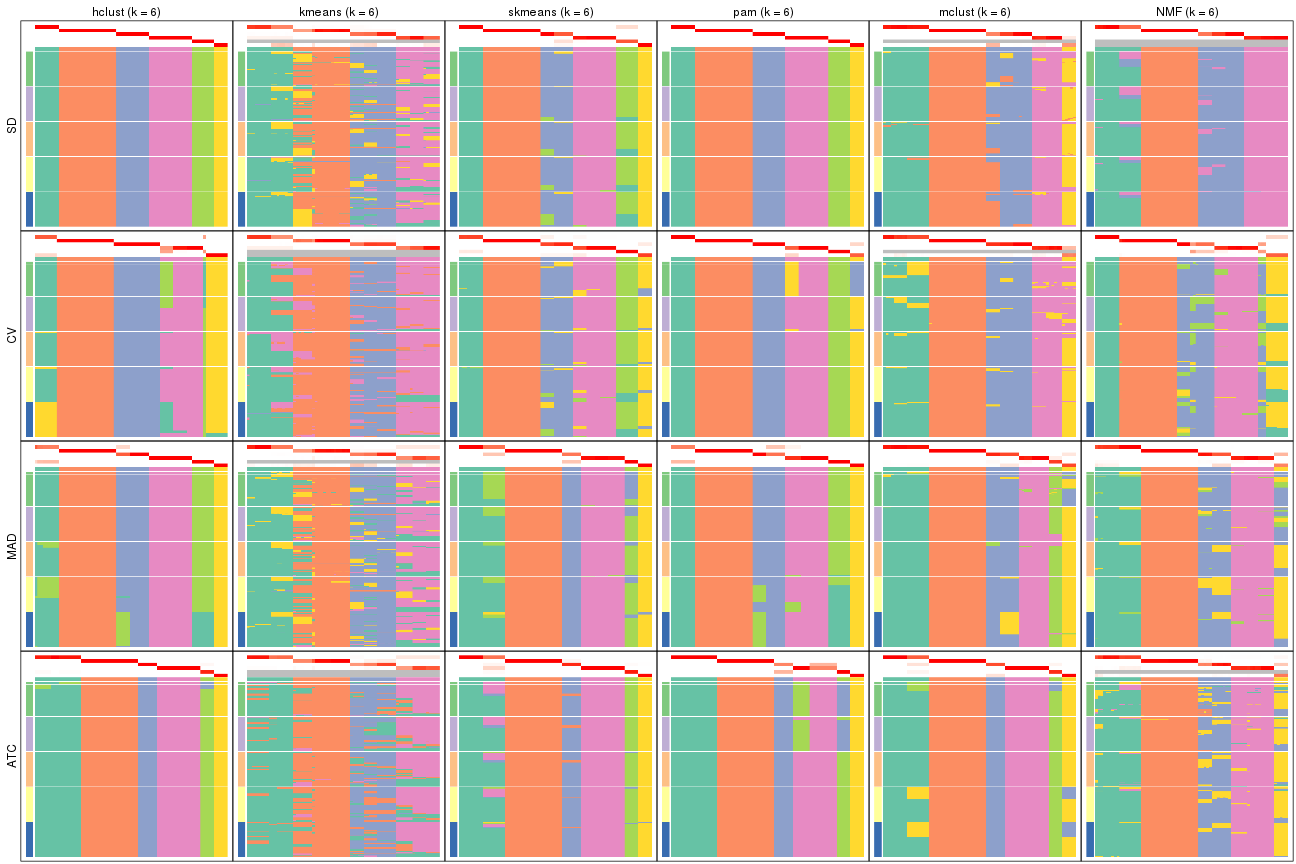 hclust (k = 6) kmeans (k = 6) skmeans (k = 6) pam (k = 6) mclust (k = 6) NMF (k = 6)
SD
CV
MAD
ATC